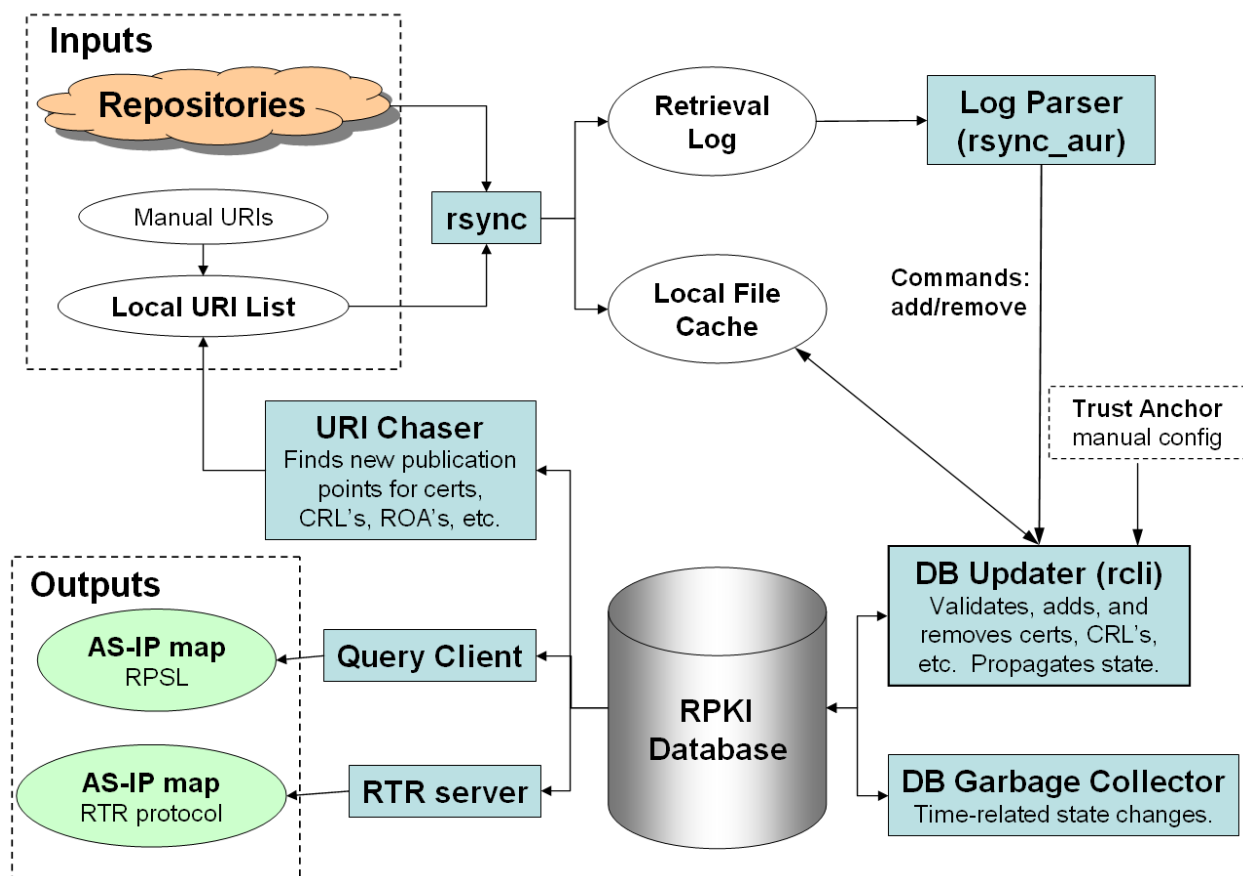 Inputs
Repositories
Manual URIs
Local URI List
rsync
Retrieval
Log
Local File
Cache
Log Parser
(rsync_aur)
Commands:
add/remove
Trust Anchor
manual config
URI Chaser
Finds new publication
points for certs,
CRL's, ROA's, etc.
DB Updater (rcli)
Validates, adds, and
removes certs, CRL's,
etc. Propagates state.
Outputs
AS-IP map
RPSL
Query Client
RPKI
Database
AS-IP map
RTR protocol
RTR server
DB Garbage Collector
Time-related state changes.